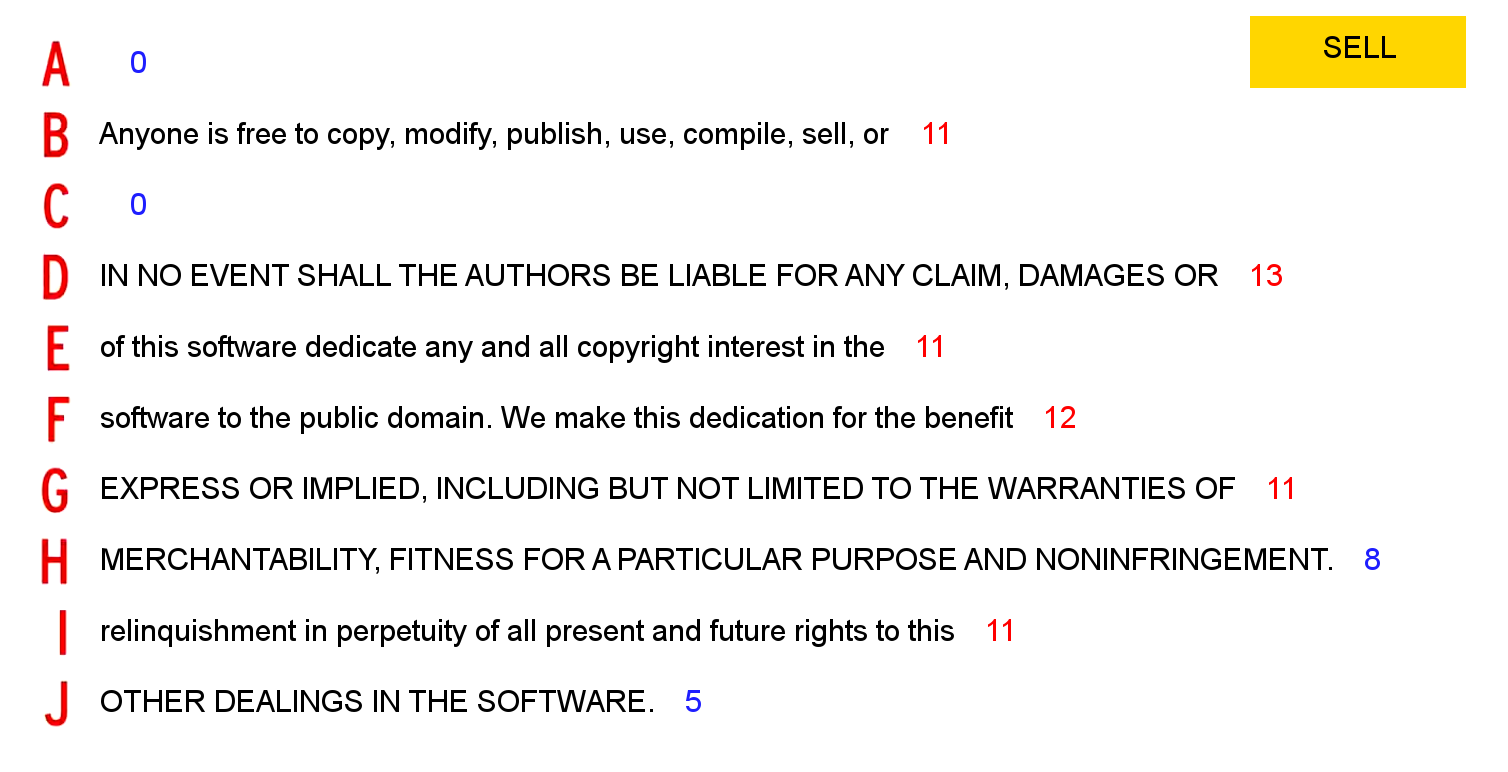 SELL
A 0
B Anyone is free to copy, modify, publish, use, compile, sell, or 11
C 0
D IN NO EVENT SHALL THE AUTHORS BE LIABLE FOR ANY CLAIM, DAMAGES OR 13
E of this software dedicate any and all copyright interest in the 11
F software to the public domain. We make this dedication for the benefit 12
G EXPRESS OR IMPLIED, INCLUDING BUT NOT LIMITED TO THE WARRANTIES OF 11
H MERCHANTABILITY, FITNESS FOR A PARTICULAR PURPOSE AND NONINFRINGEMENT. 8
I relinquishment in perpetuity of all present and future rights to this 11
J OTHER DEALINGS IN THE SOFTWARE. 5